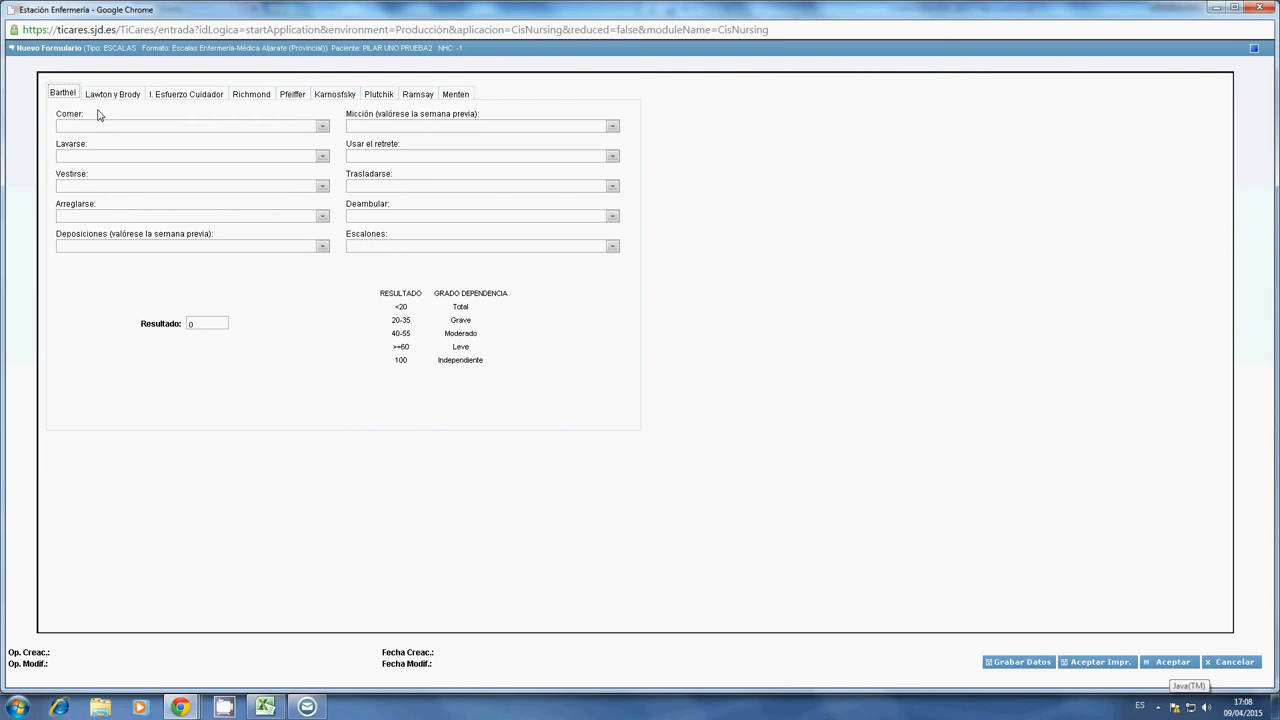 Estación Enfermería - Google Chrome
https://ticares.sjd.es/TiCares/entrada?idLogica=startApplication&environment=Producción&aplicacion=CisNursing&reduced=false&moduleName=CisNursing
Nuevo Formulario (Tipo: ESCALAS Formato: Escalas Enfermería-Médica Aljarafe (Provincial)) Paciente: PILAR UNO PRUEBA2 NHC: -1
Barthel Lawton y Brody I. Esfuerzo Cuidador Richmond Pfeiffer Karnosfsky Plutchik Ramsay Menten
Comer: Micción (valórese la semana previa):
Lavarse: Usar el retrete:
Vestirse: Trasladarse:
Arreglarse: Deambular:
Deposiciones (valórese la semana previa): Escalones:
RESULTADO GRADO DEPENDENCIA
<20 Total
20-35 Grave
Resultado: 0
40-55 Moderado
>=60 Leve
100 Independiente
Op. Creac.: Fecha Creac.:
Op. Modif.: Fecha Modif.:
Grabar Datos Aceptar Impr. Aceptar Cancelar
Java(TM)
ES 17:08
09/04/2015